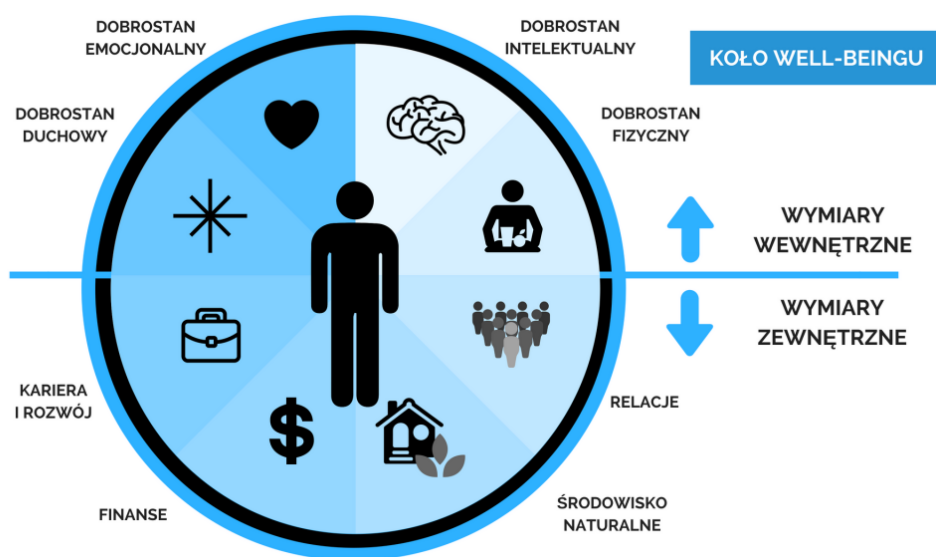 DOBROSTAN
EMOCJONALNY
DOBROSTAN
INTELEKTUALNY
KOŁO WELL-BEINGU
DOBROSTAN
DUCHOWY
DOBROSTAN
FIZYCZNY
WYMIARY
WEWNĘTRZNE
WYMIARY
ZEWNĘTRZNE
KARIERA
I ROZWÓJ
$
RELACJE
FINANSE
ŚRODOWISKO
NATURALNE